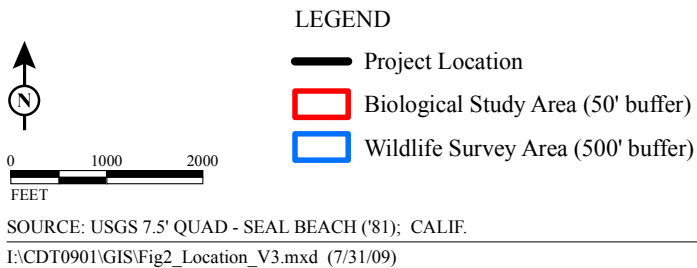 LEGEND
Project Location
Biological Study Area (50' buffer)
Wildlife Survey Area (500' buffer)
N
0 1000 2000
FEET
SOURCE: USGS 7.5' QUAD - SEAL BEACH ('81); CALIF.
I:\CDT0901\GIS\Fig2_Location_V3.mxd (7/31/09)